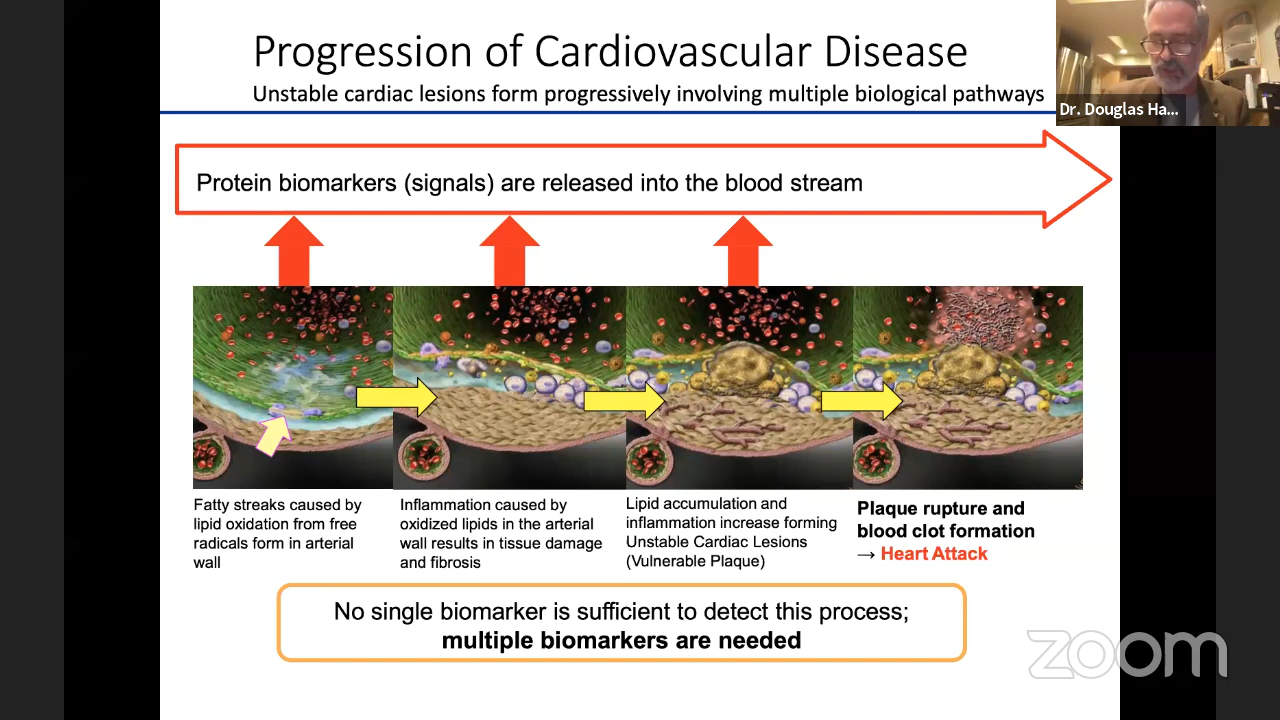 Progression of Cardiovascular Disease
Unstable cardiac lesions form progressively involving multiple biological pathways
Dr. Douglas Ha...
Protein biomarkers (signals) are released into the blood stream
Fatty streaks caused by
lipid oxidation from free
radicals form in arterial
wall
Inflammation caused by
oxidized lipids in the arterial
wall results in tissue damage
and fibrosis
Lipid accumulation and
inflammation increase forming
Unstable Cardiac Lesions
(Vulnerable Plaque)
Plaque rupture and
blood clot formation
→ Heart Attack
No single biomarker is sufficient to detect this process;
multiple biomarkers are needed
zoom